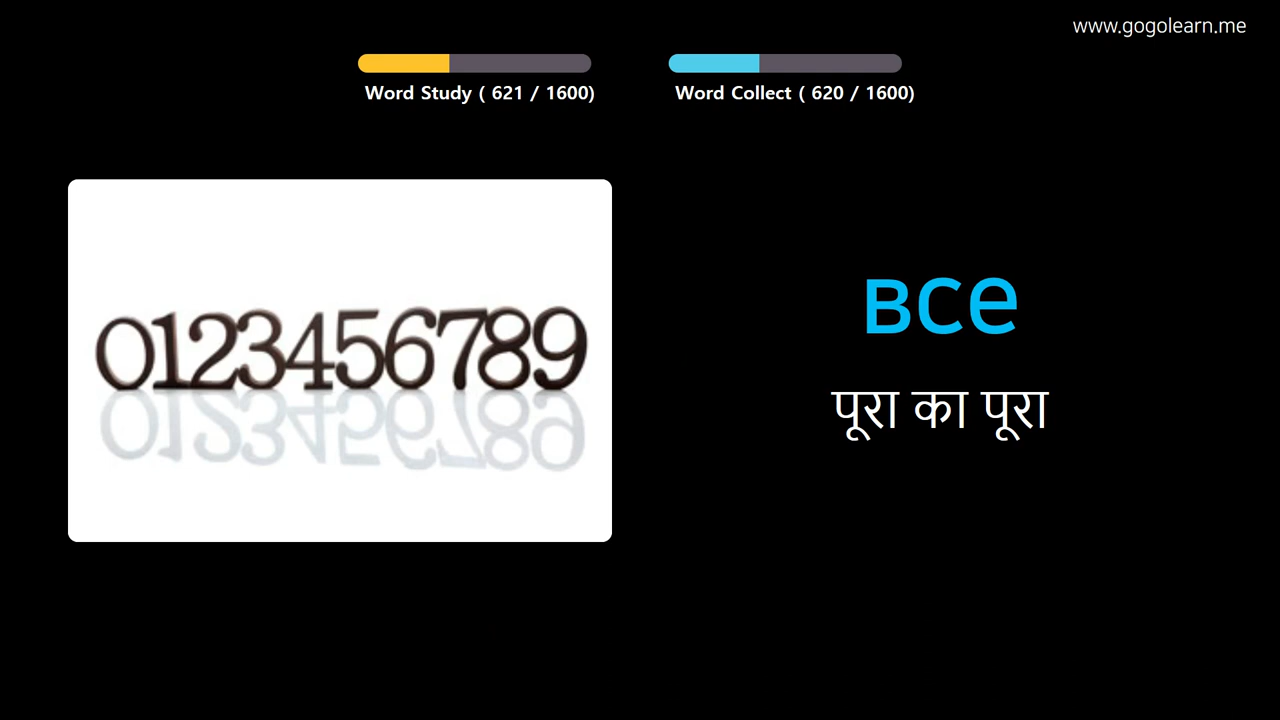 www.gogolearn.me
Word Study ( 621 / 1600)
Word Collect ( 620 / 1600)
0123456789
все
पूरा का पूरा